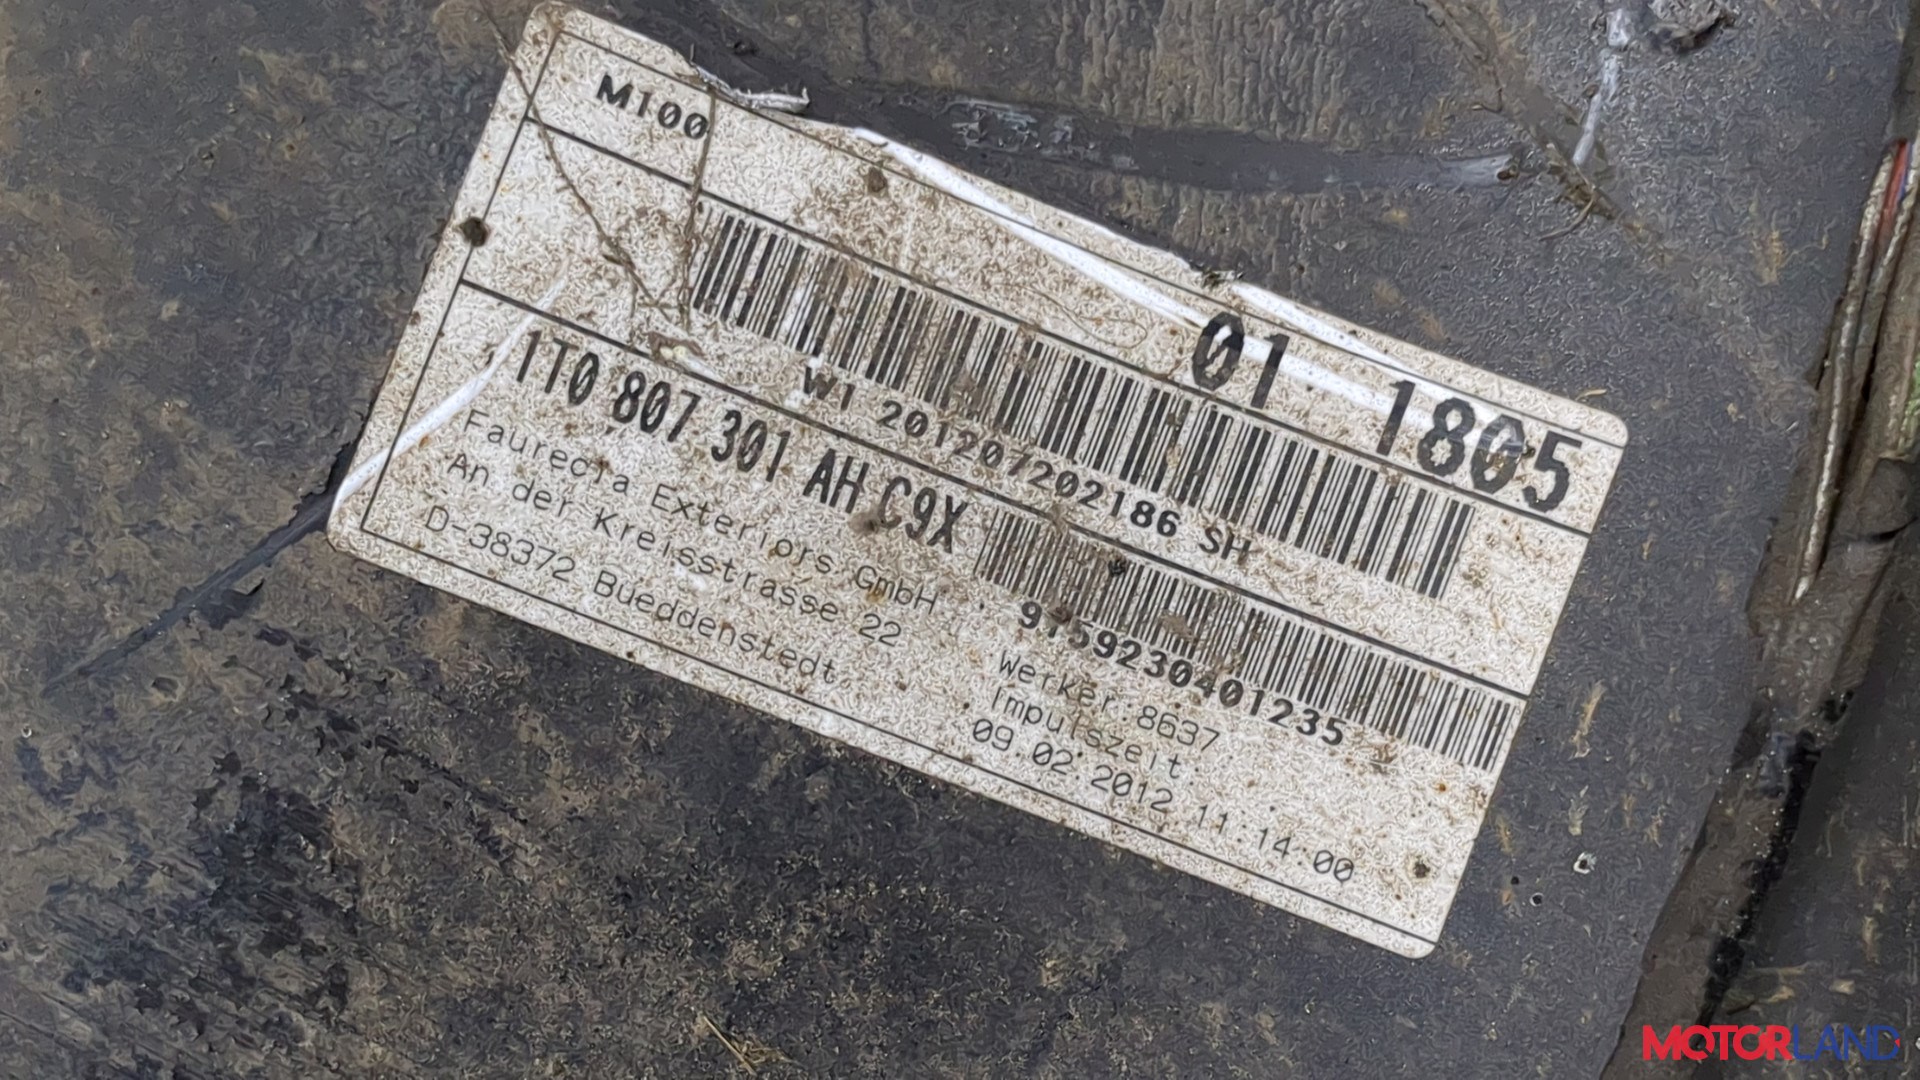 M100
01 1805
WI 201207202186 SH
1T0 807 301 AH C9X
Faurecia Exteriors GmbH
An der Kreisstrasse 22
D-38372 Bueddenstedt
Werker:8637
Impulszeit:
09.02.2012 11:14:00
MOTORLAND